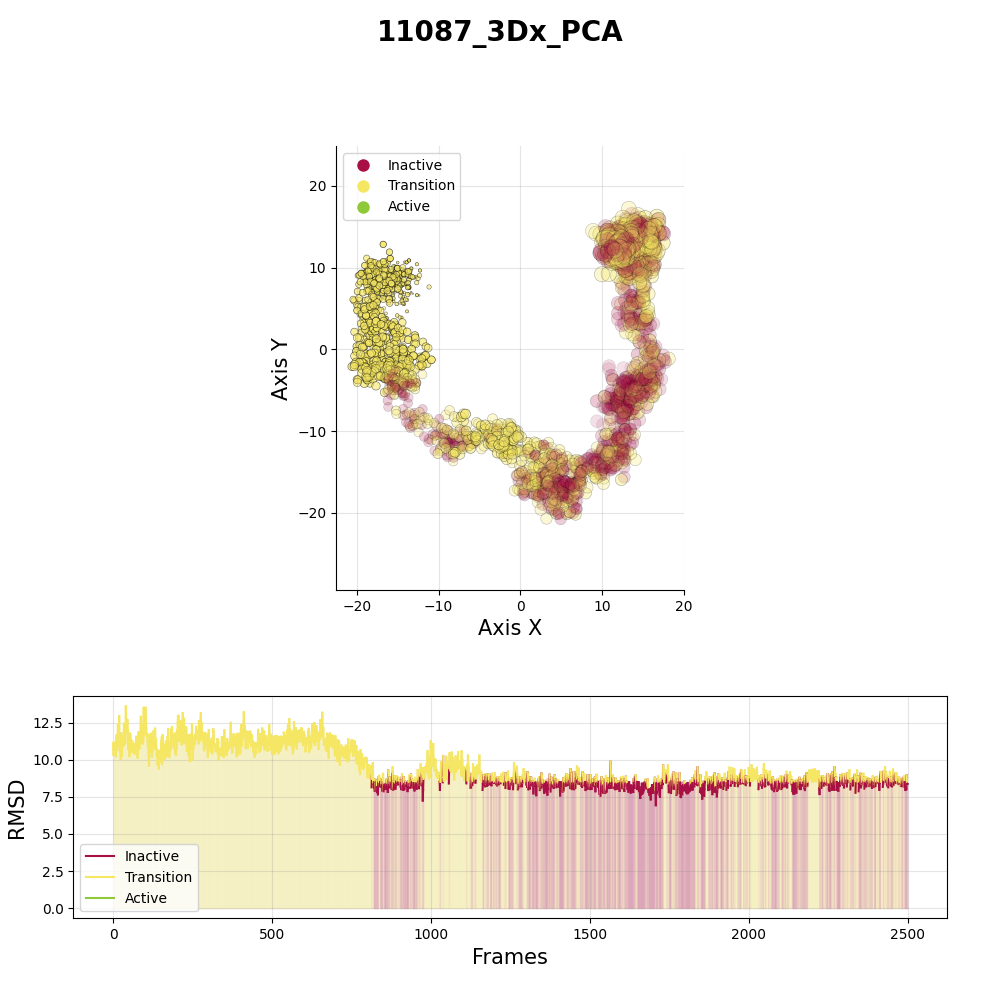 11087_3Dx_PCA
Inactive
Transition
Active
20
10
0
−10
−20
Axis Y
−20 −10 0 10 20
Axis X
12.5
10.0
7.5
5.0
2.5
0.0
RMSD
Inactive
Transition
Active
0 500 1000 1500 2000 2500
Frames